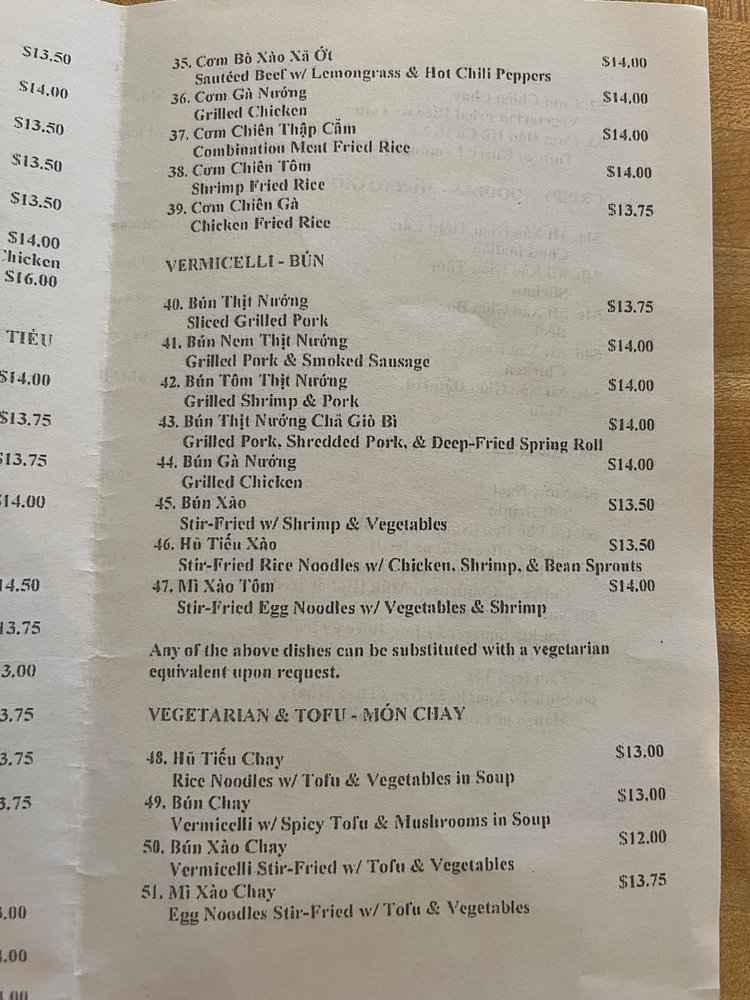 $13.50
$14.00
$13.50
$13.50
$13.50
$14.00
Chicken
$16.00
TIẾU
$14.00
$13.75
$13.75
$14.00
14.50
13.75
3.00
3.75
3.75
3.75
3.00
4.00
35. Cơm Bò Xào Xã Ớt $14.00
Sautéed Beef w/ Lemongrass & Hot Chili Peppers
36. Cơm Gà Nướng $14.00
Grilled Chicken
37. Cơm Chiên Thập Cẩm $14.00
Combination Meat Fried Rice
38. Cơm Chiên Tôm $14.00
Shrimp Fried Rice
39. Cơm Chiên Gà $13.75
Chicken Fried Rice
VERMICELLI - BÚN
40. Bún Thịt Nướng $13.75
Sliced Grilled Pork
41. Bún Nem Thịt Nướng $14.00
Grilled Pork & Smoked Sausage
42. Bún Tôm Thịt Nướng $14.00
Grilled Shrimp & Pork
43. Bún Thịt Nướng Chả Giò Bì $14.00
Grilled Pork, Shredded Pork, & Deep-Fried Spring Roll
44. Bún Gà Nướng $14.00
Grilled Chicken
45. Bún Xào $13.50
Stir-Fried w/ Shrimp & Vegetables
46. Hũ Tiếu Xào $13.50
Stir-Fried Rice Noodles w/ Chicken, Shrimp, & Bean Sprouts
47. Mì Xào Tôm $14.00
Stir-Fried Egg Noodles w/ Vegetables & Shrimp
Any of the above dishes can be substituted with a vegetarian
equivalent upon request.
VEGETARIAN & TOFU - MÓN CHAY
48. Hũ Tiếu Chay $13.00
Rice Noodles w/ Tofu & Vegetables in Soup
49. Bún Chay $13.00
Vermicelli w/ Spicy Tofu & Mushrooms in Soup
50. Bún Xào Chay $12.00
Vermicelli Stir-Fried w/ Tofu & Vegetables
51. Mì Xào Chay $13.75
Egg Noodles Stir-Fried w/ Tofu & Vegetables